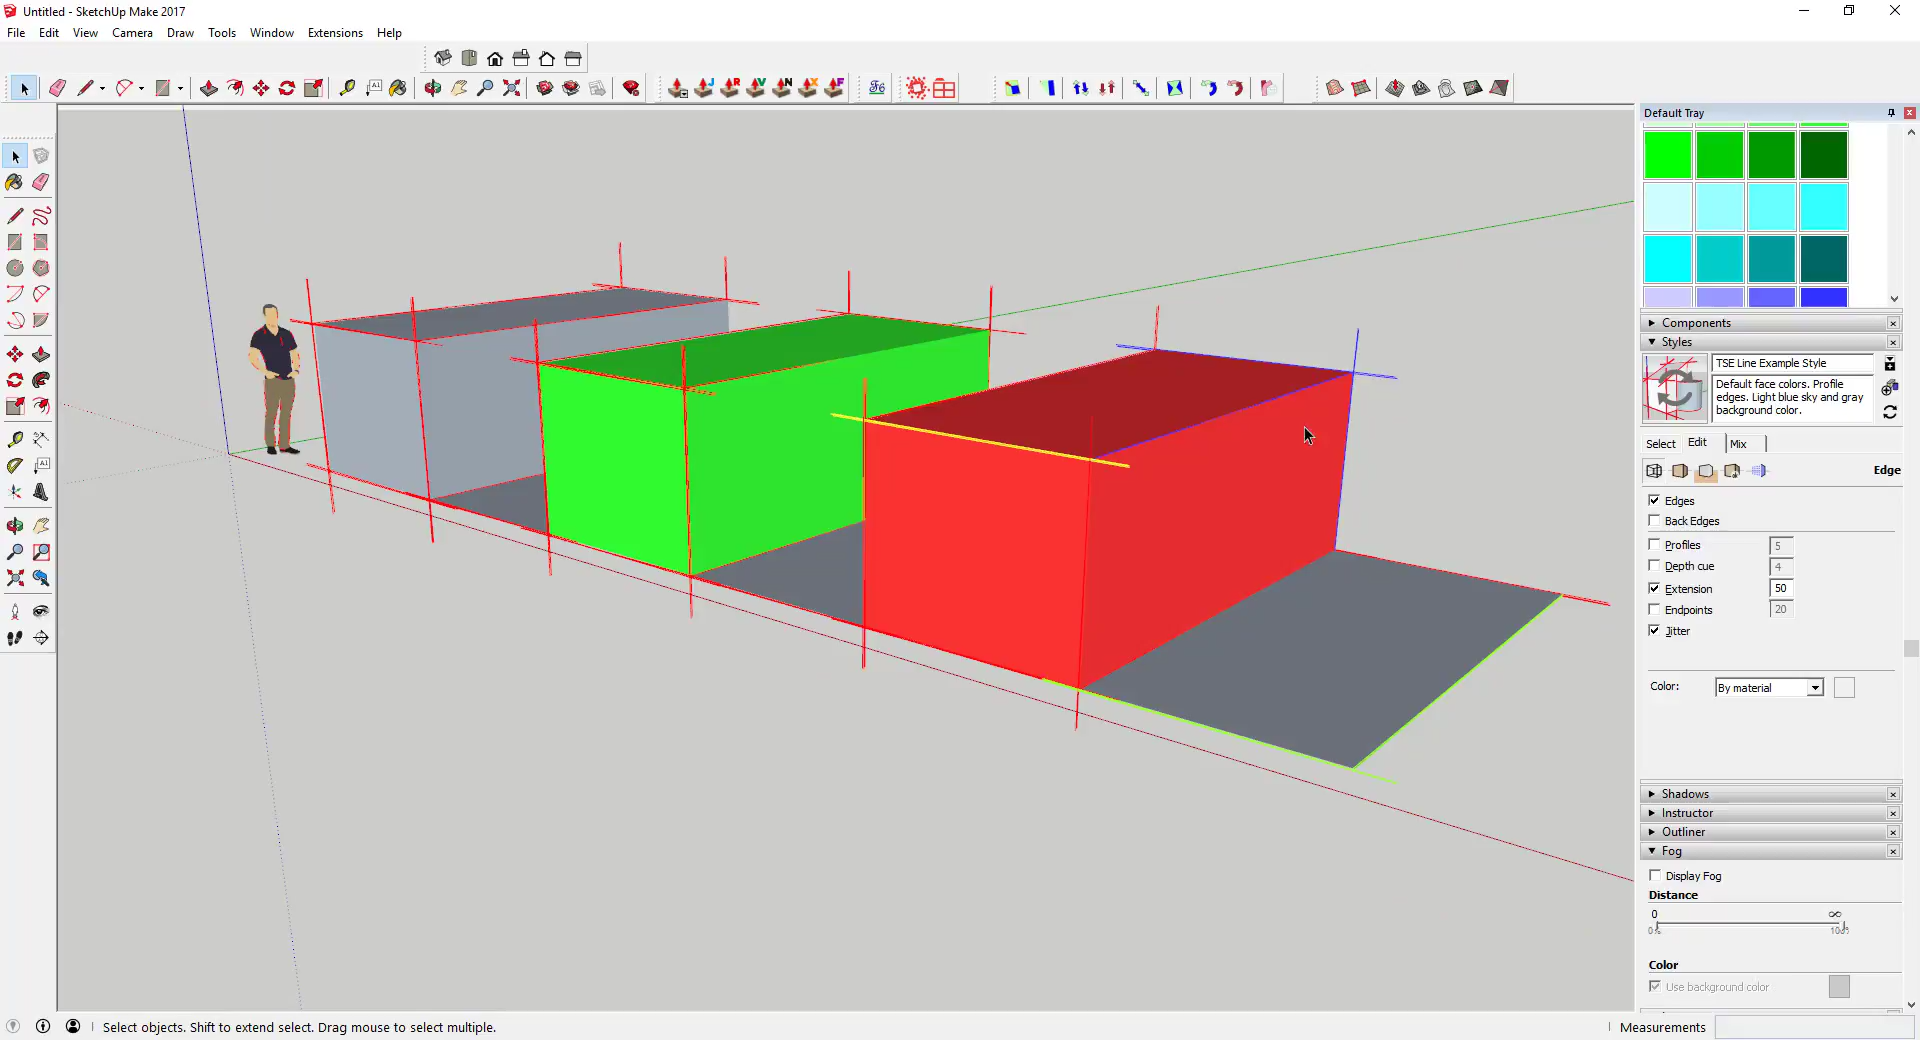 Untitled - SketchUp Make 2017
File Edit View Camera Draw Tools Window Extensions Help
Default Tray
Components
Styles
TSE Line Example Style
Default face colors. Profile
edges. Light blue sky and gray
background color.
Select Edit Mix
Edge
Edges
Back Edges
Profiles 5
Depth cue 4
Extension 50
Endpoints 20
Jitter
Color: By material
Shadows
Instructor
Outliner
Fog
Display Fog
Distance
0 ∞
Color
Use background color
Select objects. Shift to extend select. Drag mouse to select multiple.
Measurements